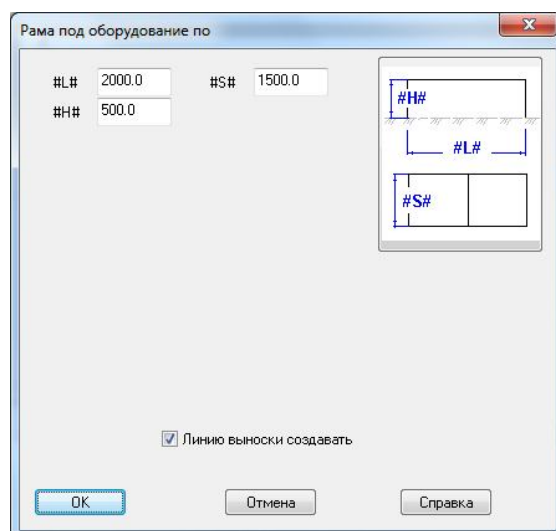 Рама под оборудование по
#L# 2000.0 #S# 1500.0
#H# 500.0
#H#
#L#
#S#
Линию выноски создавать
OK Отмена Справка